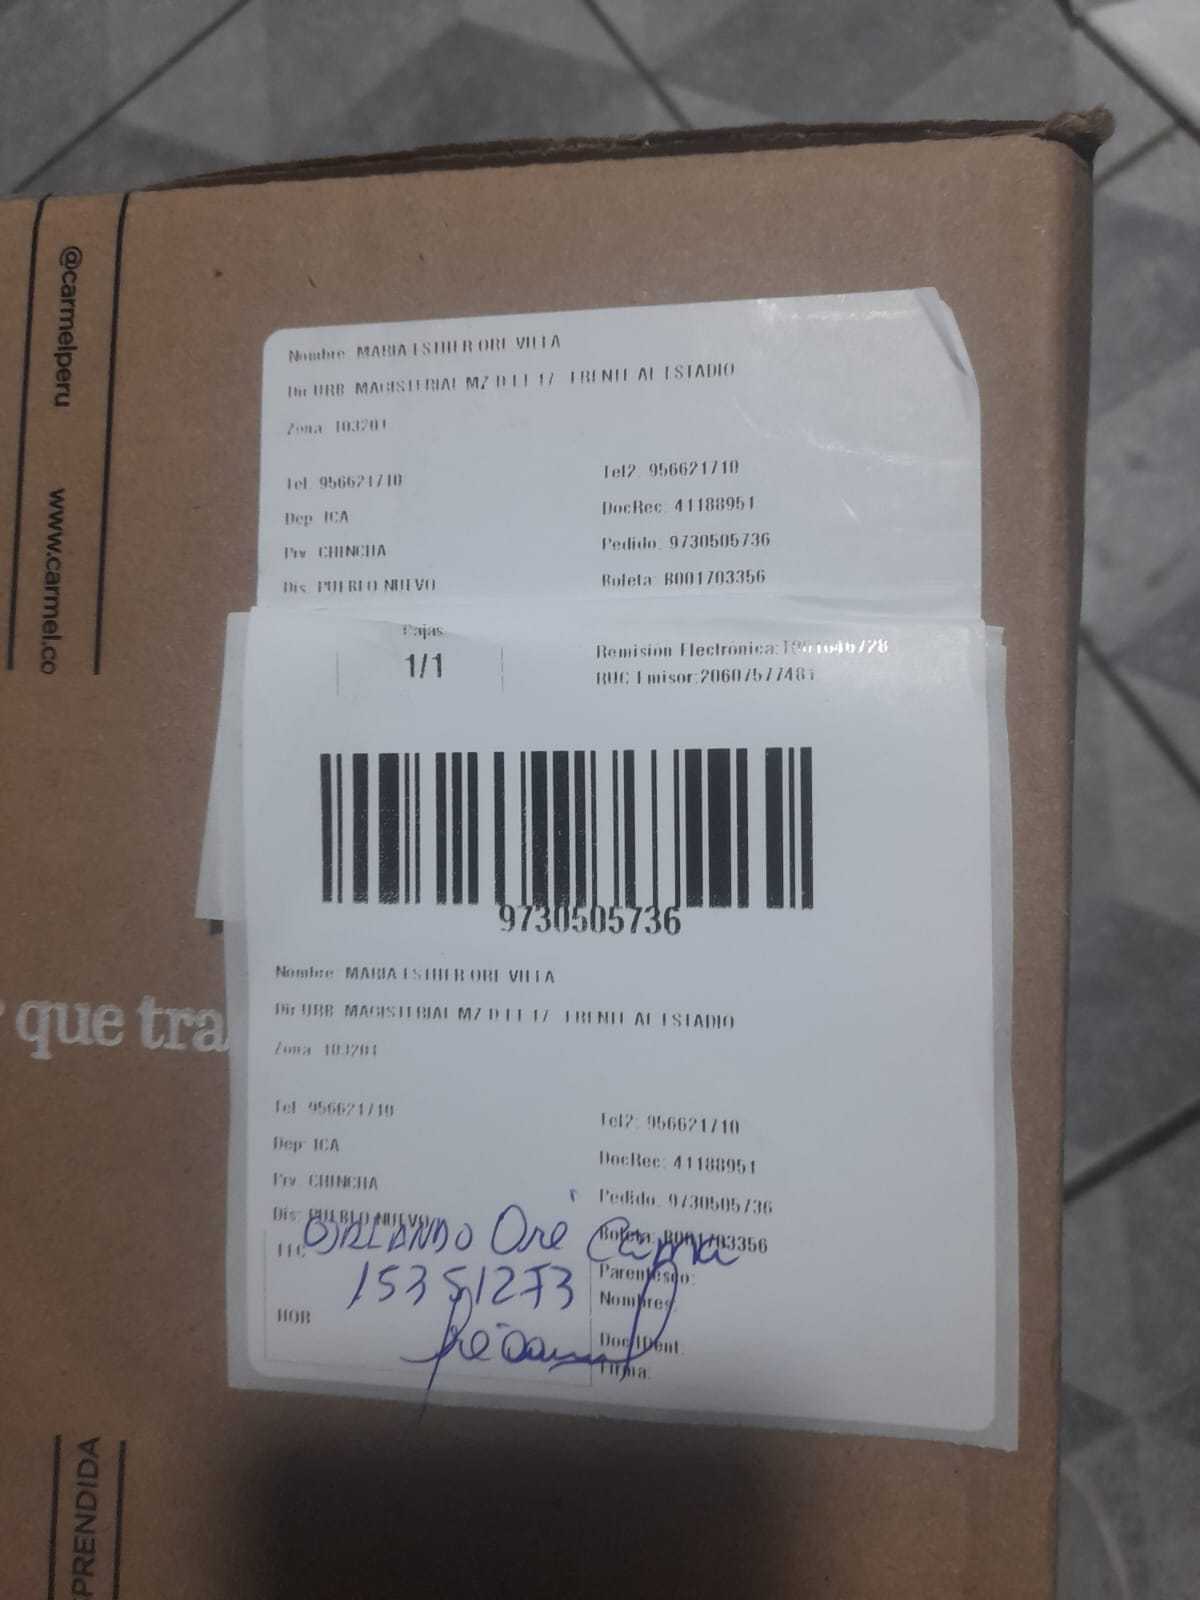 @carmelperu
www.carmel.co
Nombre: MARIA ESTHER ORE VILLA
Dir:URB. MAGISTERIAL MZ D LT 17 FRENTE AL ESTADIO
Zona: 103201
Tel: 956621710
Tel2: 956621710
Dep: ICA
DocRec: 41188951
Prv: CHINCHA
Pedido: 9730505736
Dis: PUEBLO NUEVO
Boleta: B001703356
Cajas
1/1
Remisión Electrónica:
RUC Emisor:20607577481
9730505736
Nombre: MARIA ESTHER ORE VILLA
Dir:URB. MAGISTERIAL MZ D LT 17 FRENTE AL ESTADIO
Zona: 103201
Tel: 956621710
Tel2: 956621710
Dep: ICA
DocRec: 41188951
Prv: CHINCHA
Pedido: 9730505736
Dis: PUEBLO NUEVO
Boleta: B001703356
Orlando Oré
15351273
Parentesco:
Nombres:
HOR
Doc Ident:
Firma:
que tra
PRENDIDA